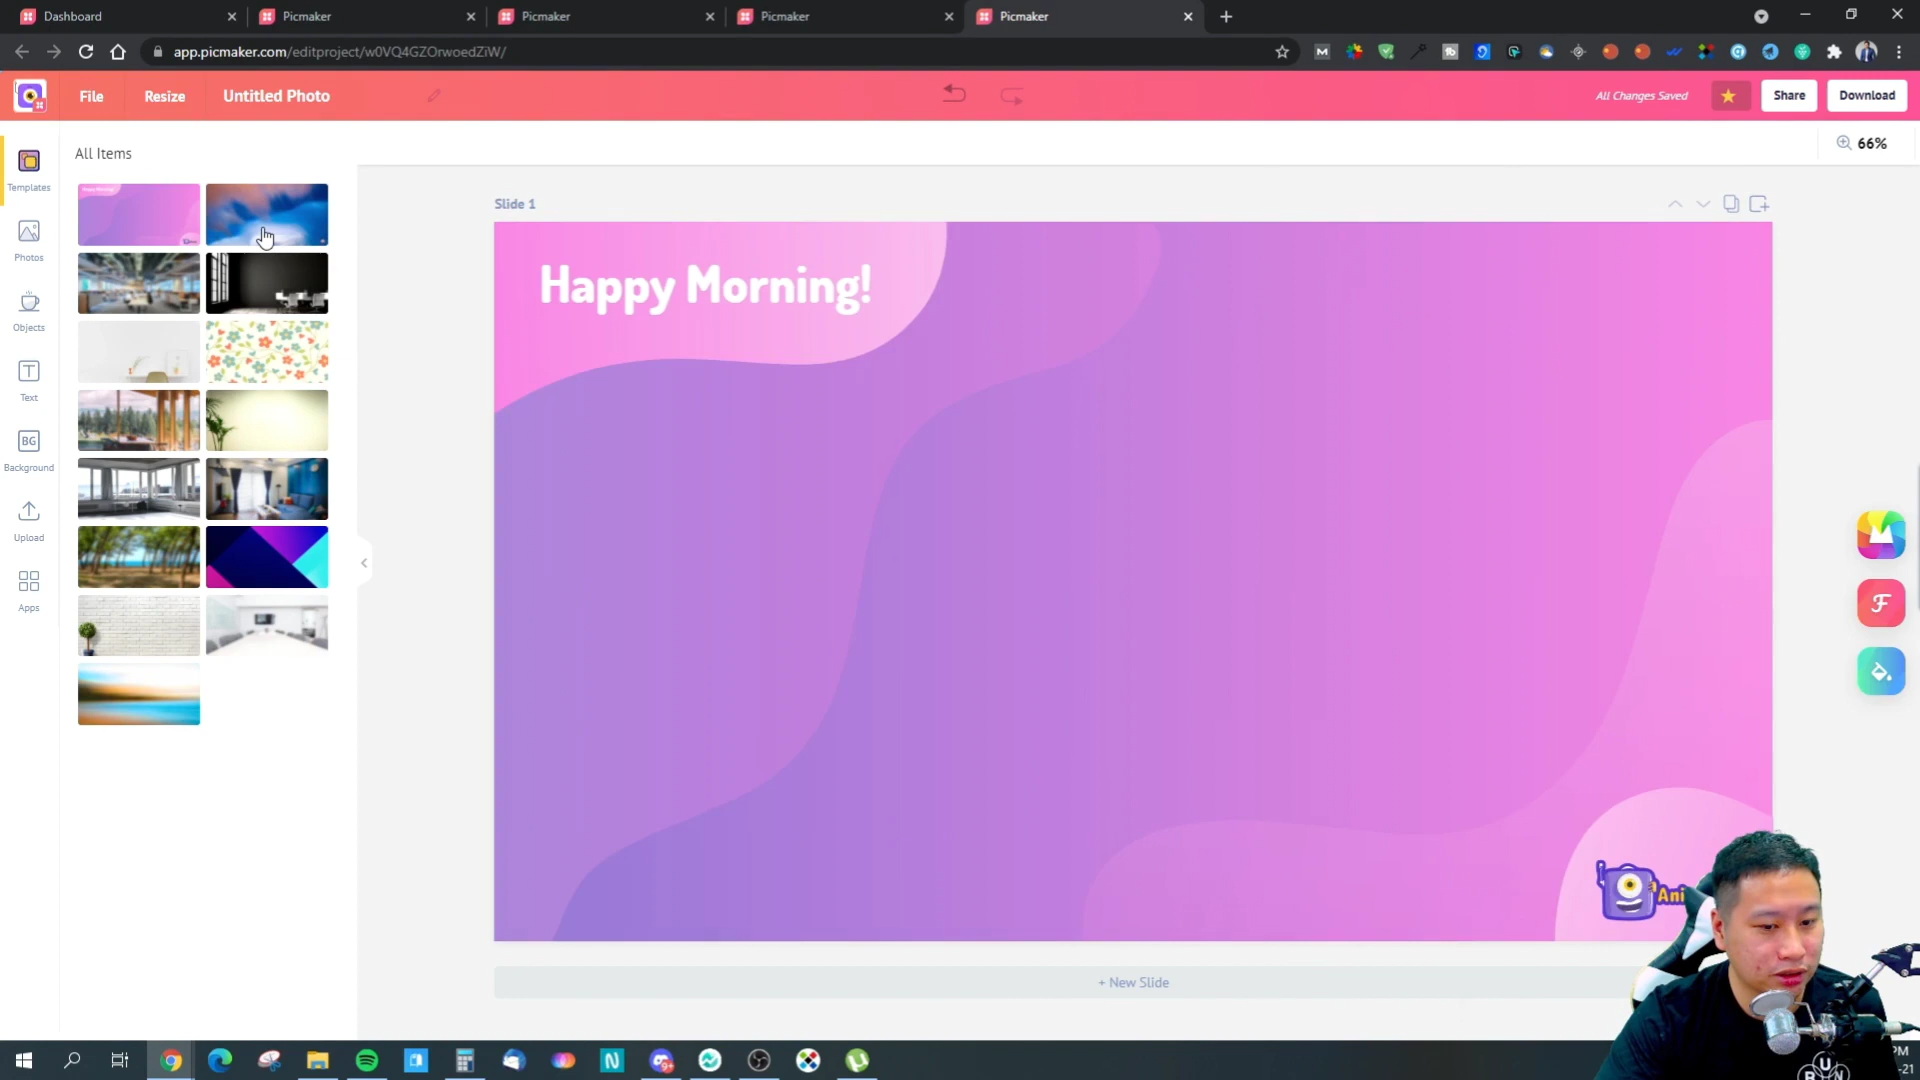 Dashboard
Picmaker
Picmaker
Picmaker
Picmaker
app.picmaker.com/editproject/w0VQ4GZOrwoedZiW/
File
Resize
Untitled Photo
All Changes Saved
Share
Download
Templates
Photos
Objects
Text
BG
Background
Upload
Apps
All Items
66%
Slide 1
Happy Morning!
Ani
+ New Slide